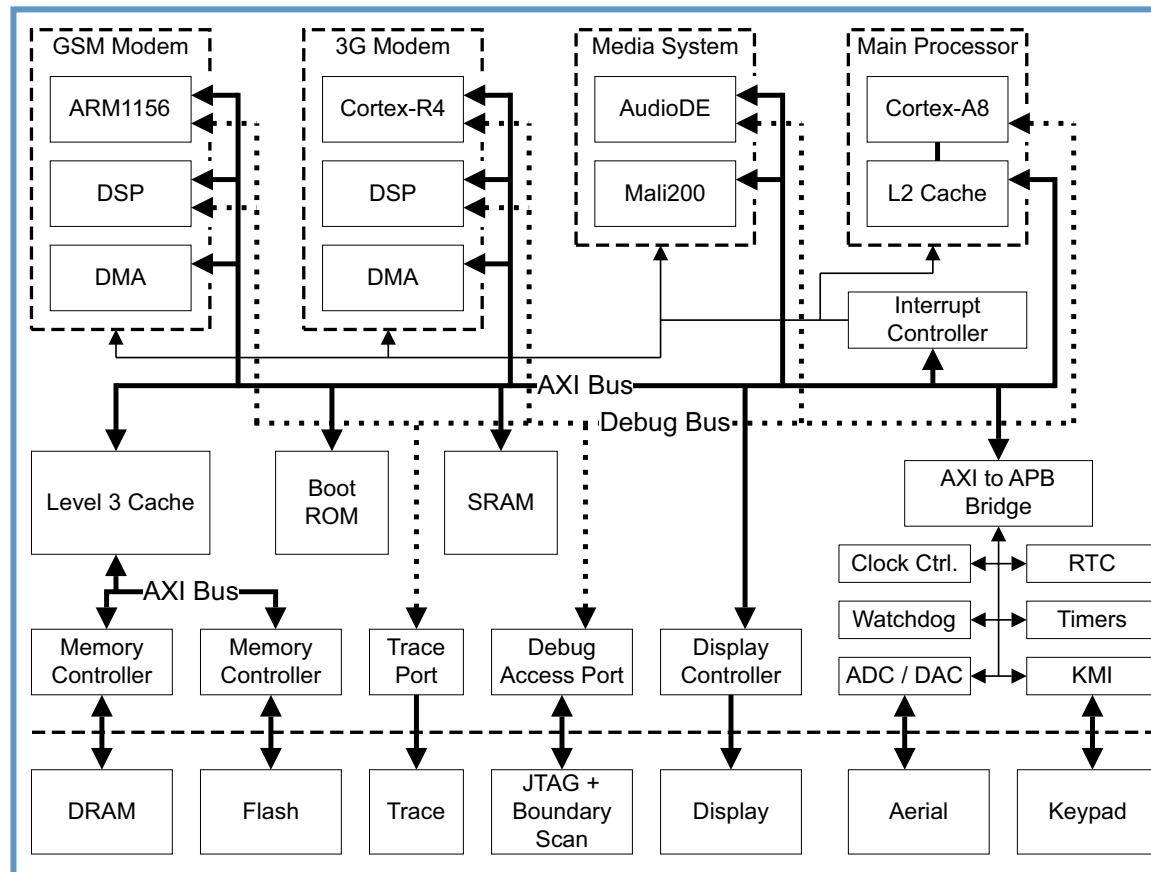 GSM Modem
3G Modem
Media System
Main Processor
ARM1156
Cortex-R4
AudioDE
Cortex-A8
DSP
DSP
Mali200
L2 Cache
DMA
DMA
Interrupt
Controller
AXI Bus
Debug Bus
Level 3 Cache
Boot
ROM
SRAM
AXI to APB
Bridge
Clock Ctrl.
RTC
AXI Bus
Watchdog
Timers
Memory
Controller
Memory
Controller
Trace
Port
Debug
Access Port
Display
Controller
ADC / DAC
KMI
DRAM
Flash
Trace
JTAG +
Boundary
Scan
Display
Aerial
Keypad